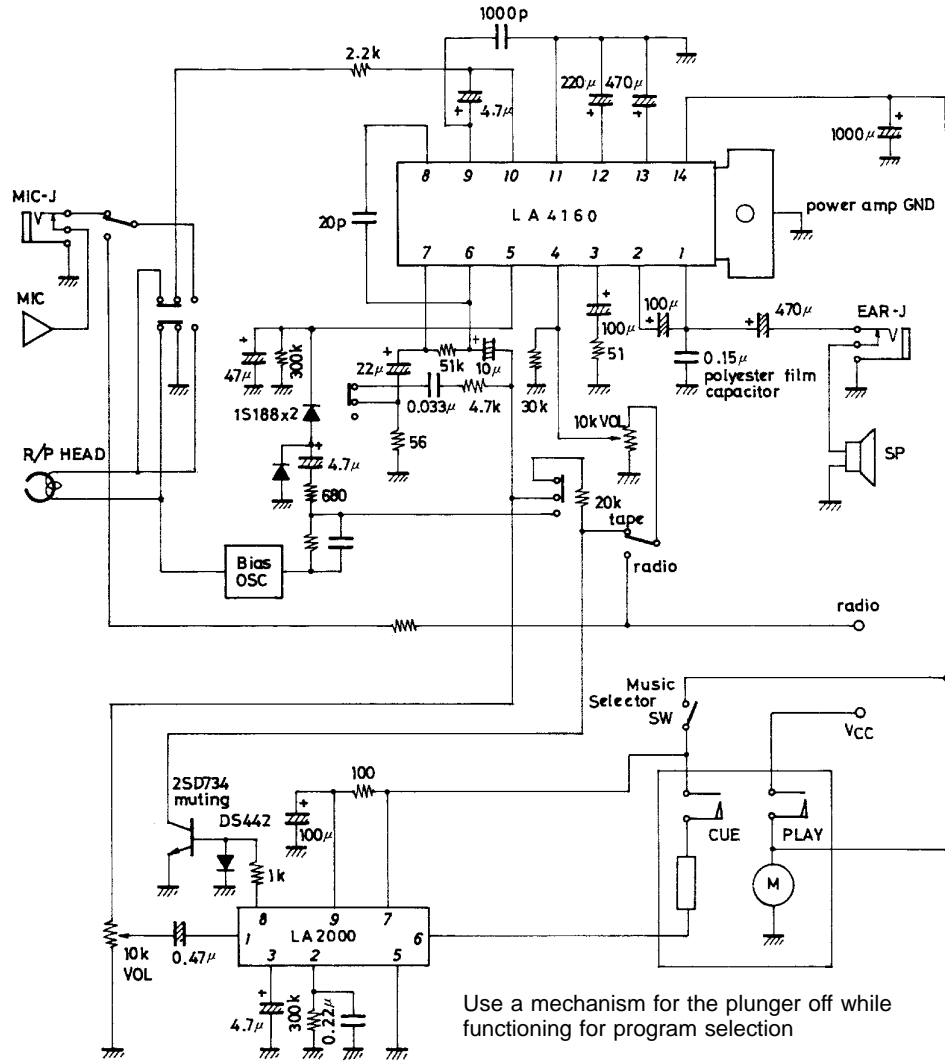 1000p
2.2k
4.7μ
+
220μ
470μ
+
+
+
1000μ
8
9
10
11
12
13
14
LA4160
power amp GND
MIC-J
20p
7
6
5
4
3
2
1
MIC
+
47μ
300k
+
22μ
51k
+
10μ
+
100μ
51
100μ
+
+
470μ
EAR-J
0.15μ
polyester film
capacitor
1S188x2
0.033μ
4.7k
30k
10kVOL
56
SP
R/P HEAD
+
4.7μ
680
20k
tape
Bias
OSC
radio
radio
Music
Selector
SW
VCC
100
2SD734
muting
DS442
+
100μ
CUE
PLAY
1k
M
8
9
7
1
LA2000
6
10k
VOL
0.47μ
3
2
5
+
4.7μ
300k
0.22μ
Use a mechanism for the plunger off while
functioning for program selection